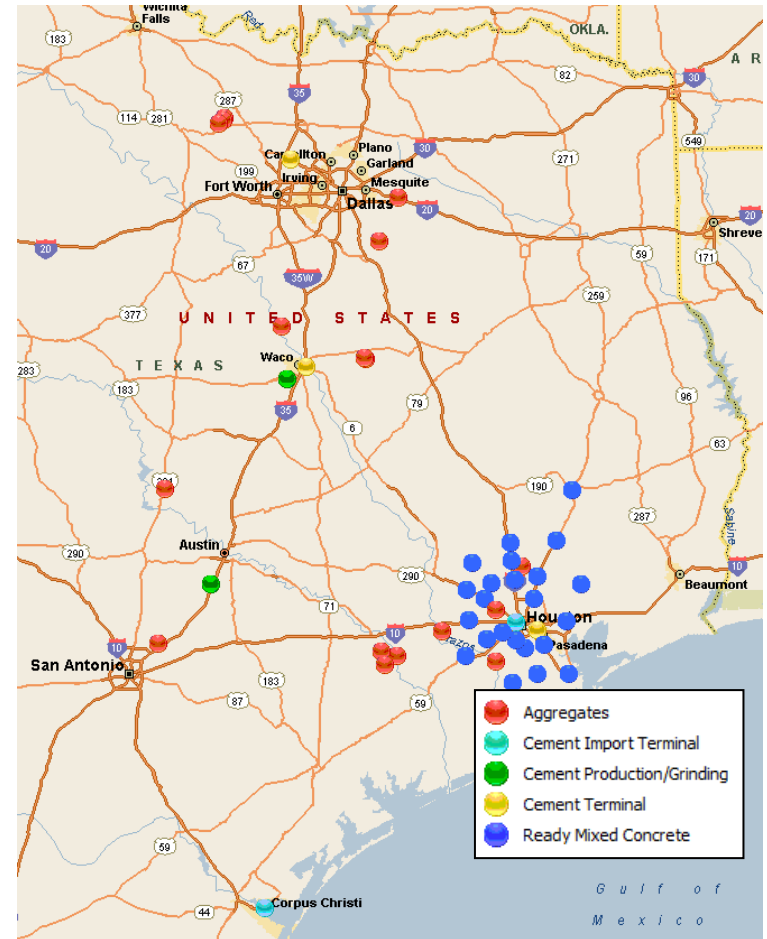 Wichita
Falls
Red
OKLA.
183
82
30
A R
35
287
114
281
549
Plano
30
Carrollton
Garland
271
199
Irving
Mesquite
Fort Worth
Dallas
20
20
Shreve
20
59
171
67
35W
259
377
U N I T E D S T A T E S
Waco
T E X A S
283
183
96
79
35
6
63
190
287
Sabine
Austin
290
10
290
Beaumont
71
Houston
10
10
Pasadena
San Antonio
183
87
59
Aggregates
Cement Import Terminal
Cement Production/Grinding
Cement Terminal
Ready Mixed Concrete
59
Corpus Christi
44
G u l f o f
M e x i c o